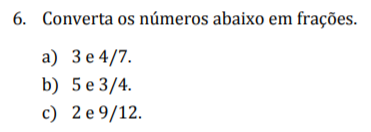 6. Converta os números abaixo em frações.
a) 3 e 4/7.
b) 5 e 3/4.
c) 2 e 9/12.